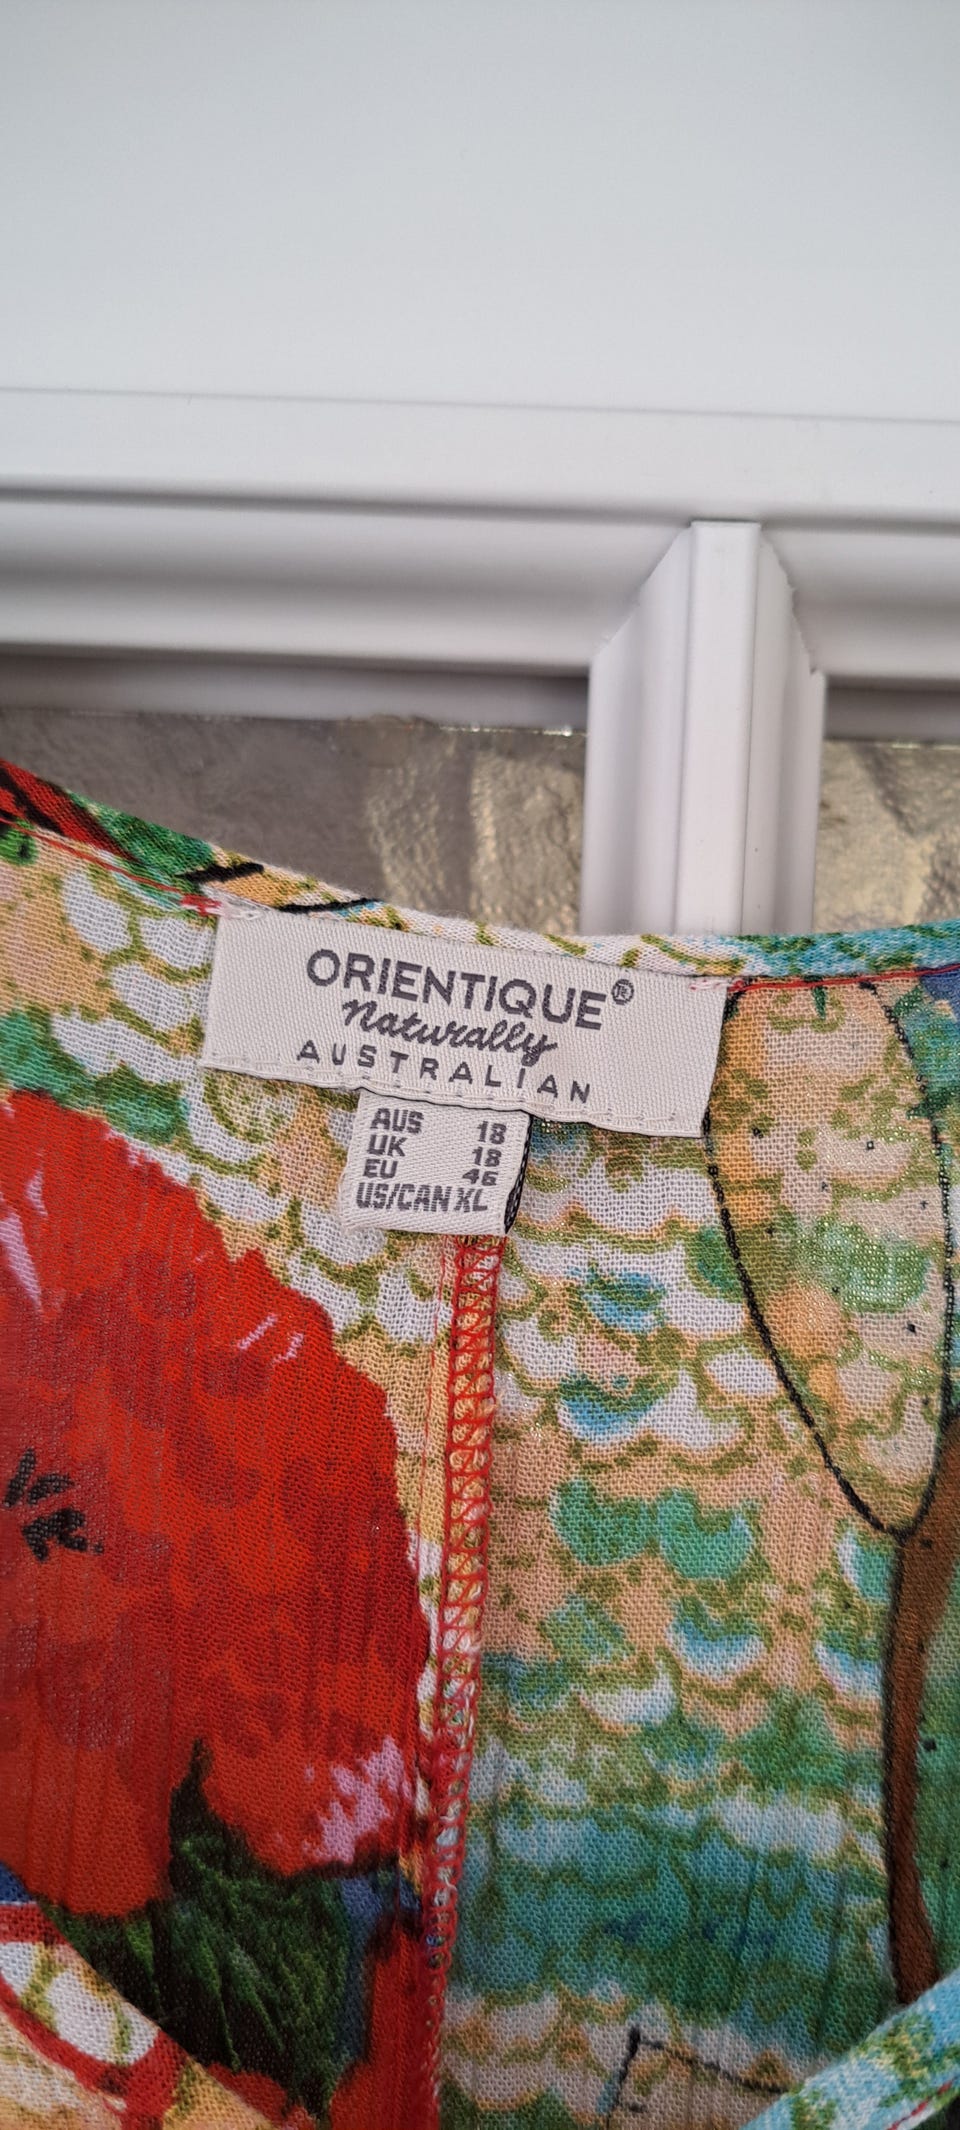 ORIENTIQUE®
Naturally
AUSTRALIAN
AUS 18
UK 18
EU 46
US/CAN XL